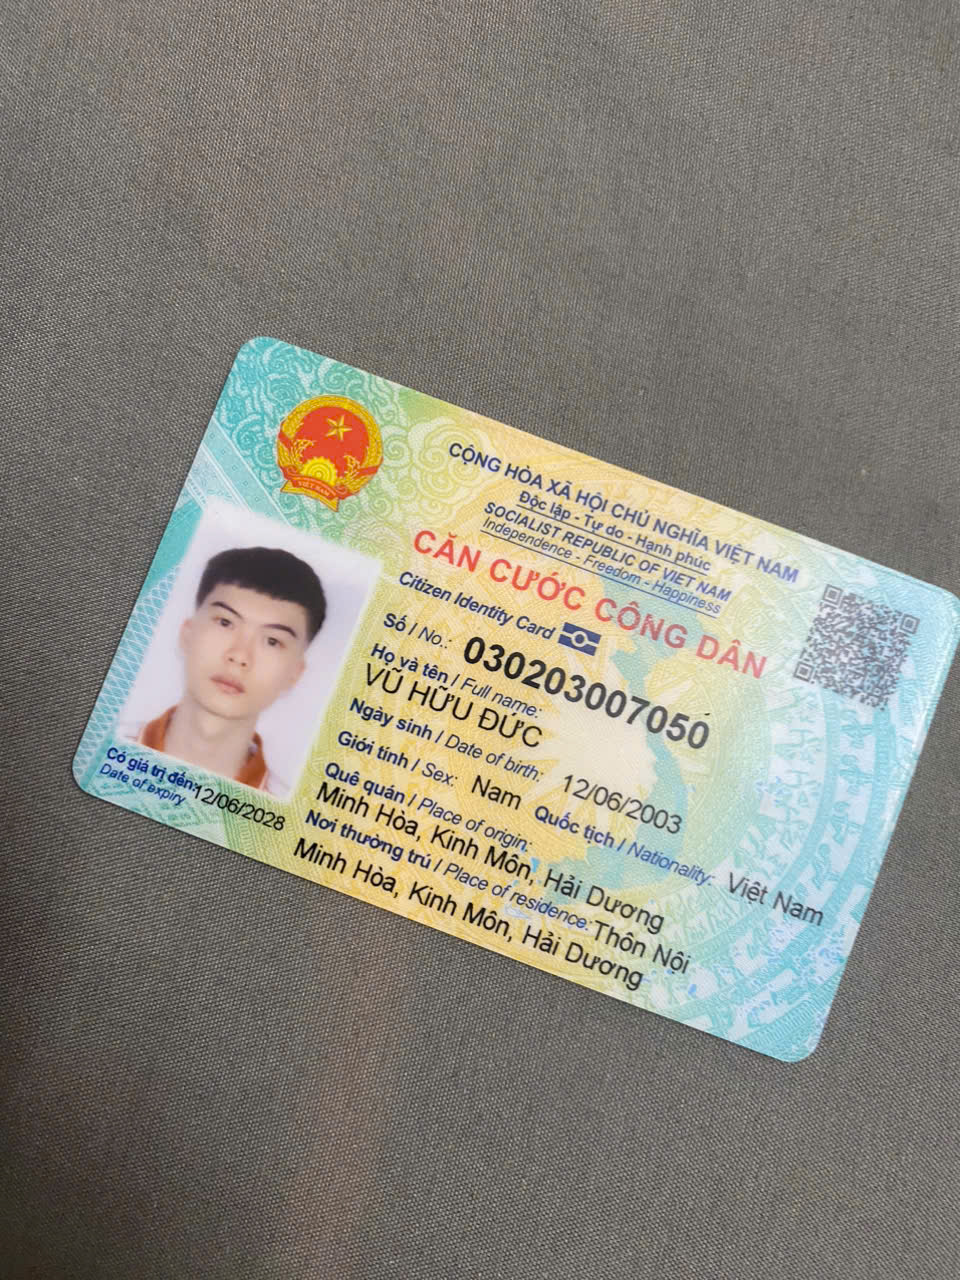 VIỆT NAM
CỘNG HÒA XÃ HỘI CHỦ NGHĨA VIỆT NAM
Độc lập - Tự do - Hạnh phúc
SOCIALIST REPUBLIC OF VIET NAM
Independence - Freedom - Happiness
CĂN CƯỚC CÔNG DÂN
Citizen Identity Card
Số / No.: 030203007050
Họ và tên / Full name:
VŨ HỮU ĐỨC
Ngày sinh / Date of birth: 12/06/2003
Giới tính / Sex: Nam Quốc tịch / Nationality: Việt Nam
Quê quán / Place of origin:
Minh Hòa, Kinh Môn, Hải Dương
Nơi thường trú / Place of residence: Thôn Nội
Minh Hòa, Kinh Môn, Hải Dương
Có giá trị đến: 12/06/2028
Date of expiry